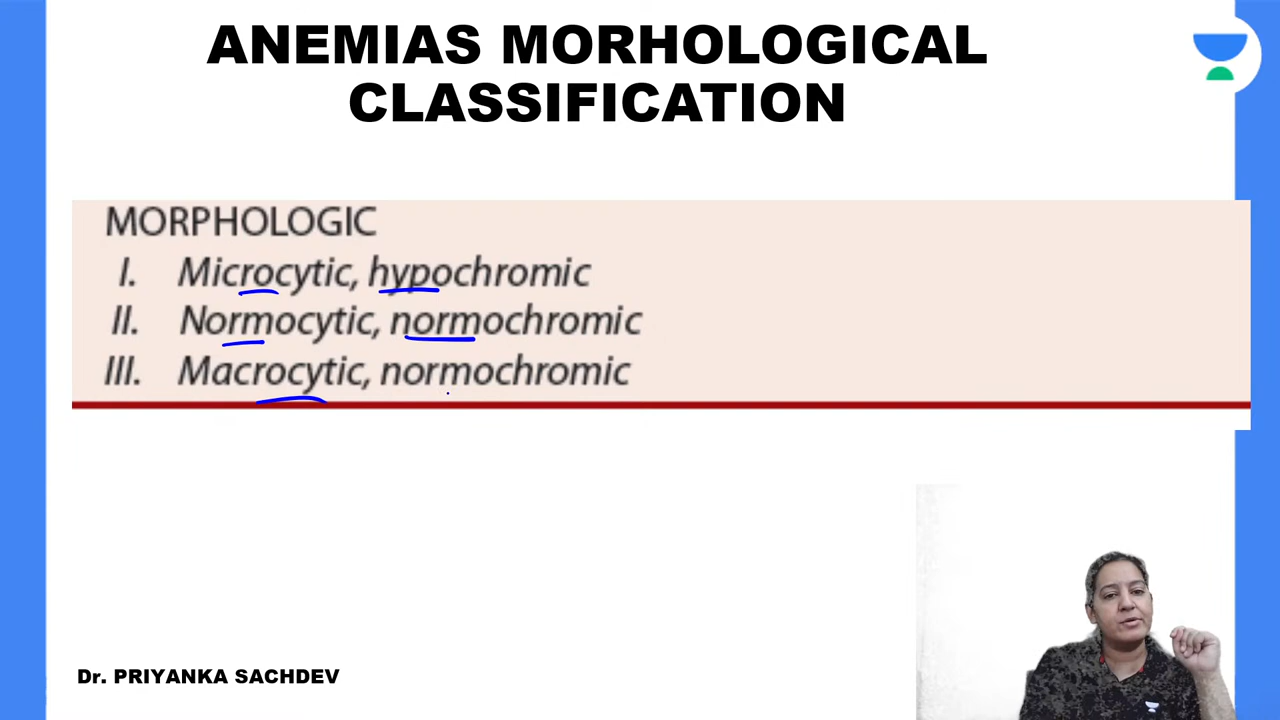 ANEMIAS MORHOLOGICAL
CLASSIFICATION
MORPHOLOGIC
I. Microcytic, hypochromic
II. Normocytic, normochromic
III. Macrocytic, normochromic
Dr. PRIYANKA SACHDEV